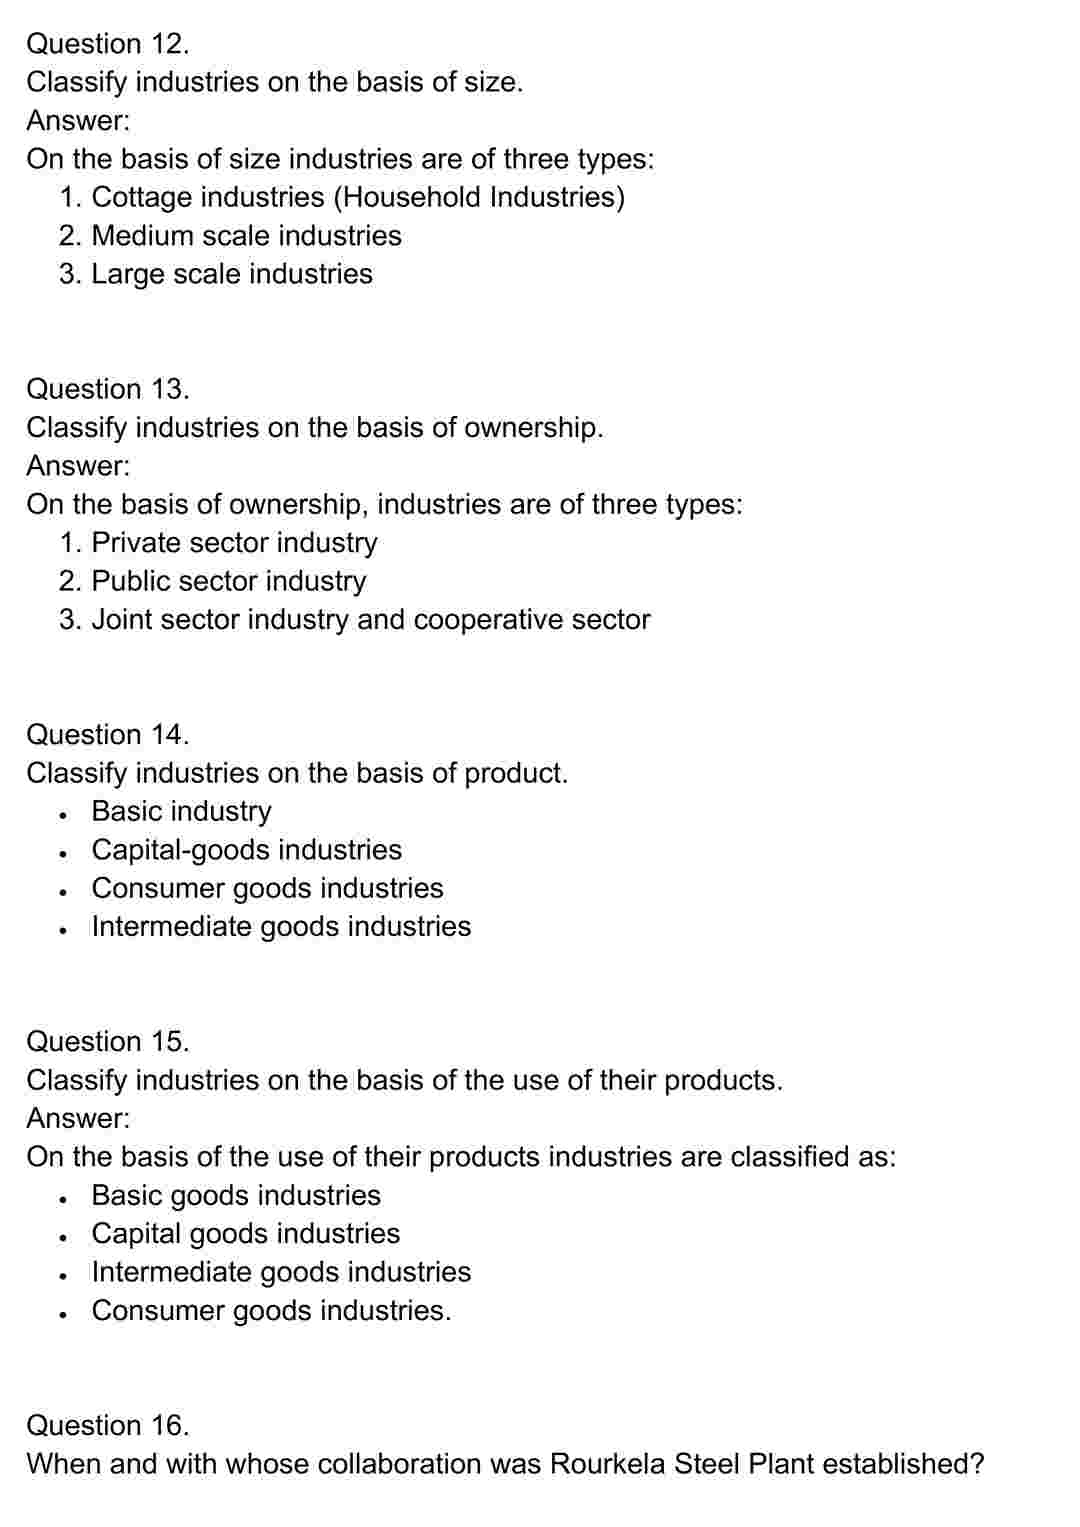 Question 12.
Classify industries on the basis of size.
Answer:
On the basis of size industries are of three types:
1. Cottage industries (Household Industries)
2. Medium scale industries
3. Large scale industries
Question 13.
Classify industries on the basis of ownership.
Answer:
On the basis of ownership, industries are of three types:
1. Private sector industry
2. Public sector industry
3. Joint sector industry and cooperative sector
Question 14.
Classify industries on the basis of product.
• Basic industry
• Capital-goods industries
• Consumer goods industries
• Intermediate goods industries
Question 15.
Classify industries on the basis of the use of their products.
Answer:
On the basis of the use of their products industries are classified as:
• Basic goods industries
• Capital goods industries
• Intermediate goods industries
• Consumer goods industries.
Question 16.
When and with whose collaboration was Rourkela Steel Plant established?